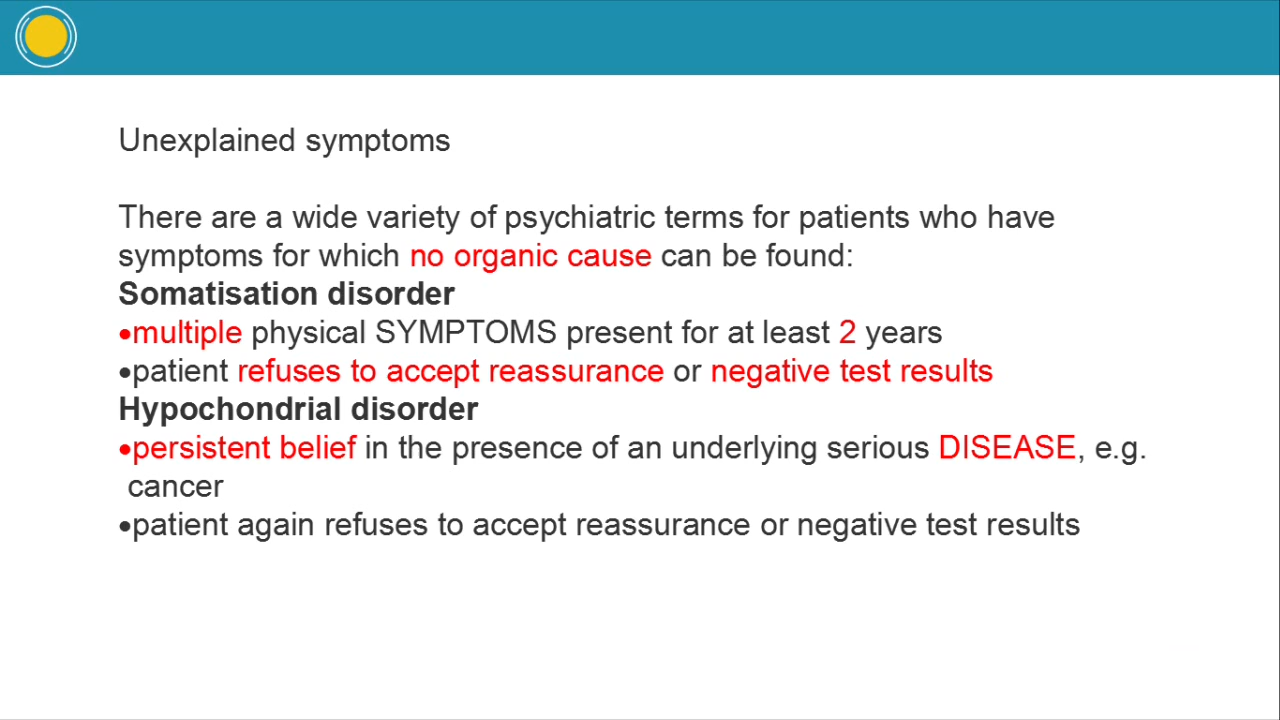 Unexplained symptoms
There are a wide variety of psychiatric terms for patients who have
symptoms for which no organic cause can be found:
Somatisation disorder
•multiple physical SYMPTOMS present for at least 2 years
•patient refuses to accept reassurance or negative test results
Hypochondrial disorder
•persistent belief in the presence of an underlying serious DISEASE, e.g.
cancer
•patient again refuses to accept reassurance or negative test results